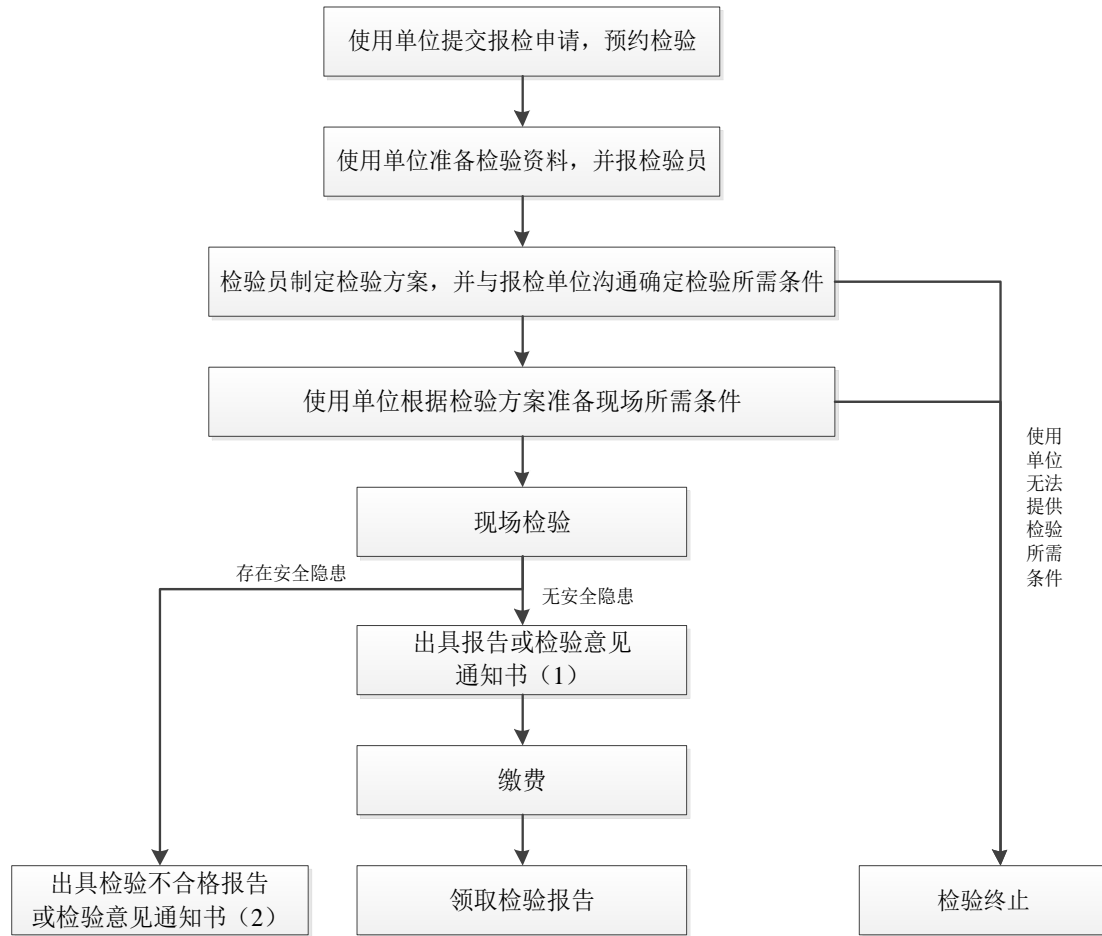 使用单位提交报检申请，预约检验
使用单位准备检验资料，并报检验员
检验员制定检验方案，并与报检单位沟通确定检验所需条件
使用单位根据检验方案准备现场所需条件
使用
单位
无法
提供
检验
所需
条件
现场检验
存在安全隐患
无安全隐患
出具报告或检验意见
通知书（1）
缴费
出具检验不合格报告
或检验意见通知书（2）
领取检验报告
检验终止